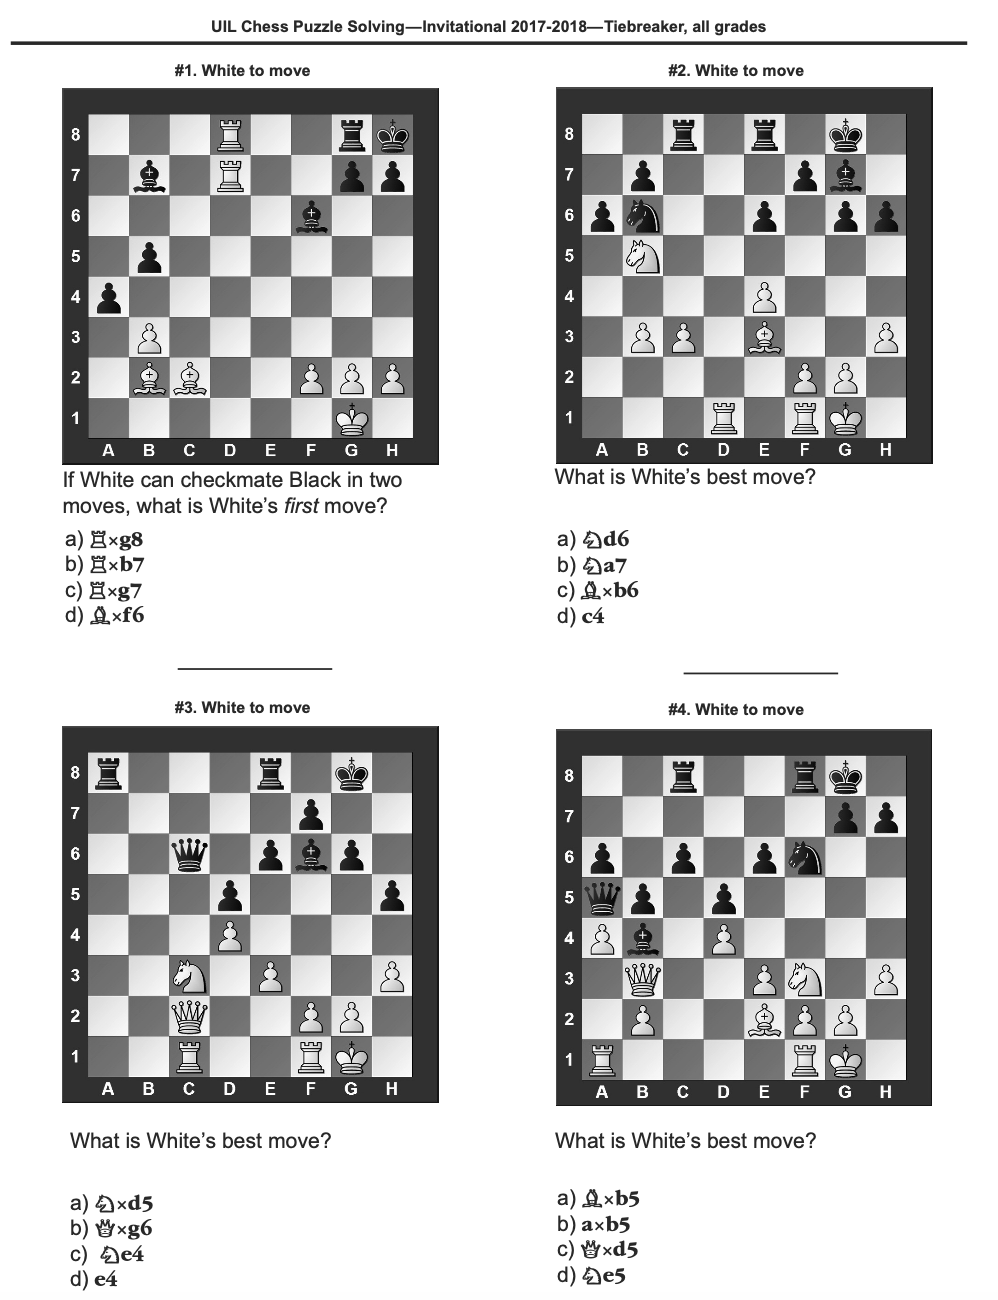 UIL Chess Puzzle Solving—Invitational 2017-2018—Tiebreaker, all grades
#1. White to move
8
7
6
5
4
3
2
1
A B C D E F G H
If White can checkmate Black in two
moves, what is White's first move?
a) ♖×g8
b) ♖×b7
c) ♖×g7
d) ♗×f6
#2. White to move
8
7
6
5
4
3
2
1
A B C D E F G H
What is White's best move?
a) ♘d6
b) ♘a7
c) ♗×b6
d) c4
#3. White to move
8
7
6
5
4
3
2
1
A B C D E F G H
What is White's best move?
a) ♘×d5
b) ♕×g6
c) ♘e4
d) e4
#4. White to move
8
7
6
5
4
3
2
1
A B C D E F G H
What is White's best move?
a) ♗×b5
b) a×b5
c) ♕×d5
d) ♘e5